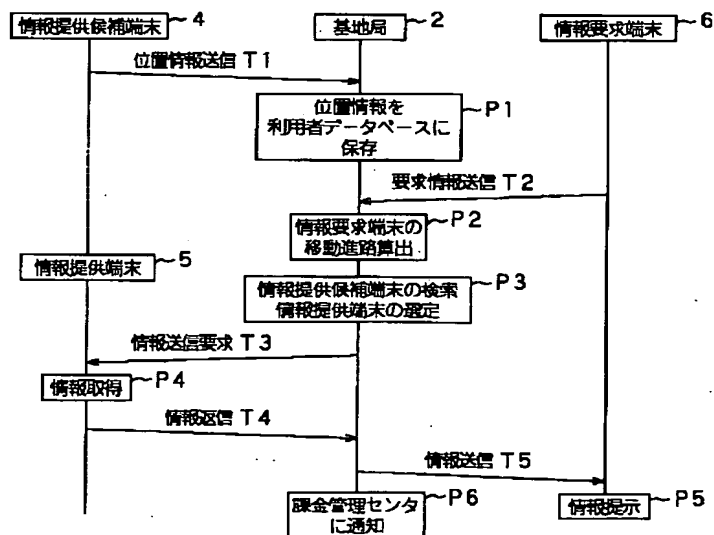 情報提供候補端末
4
基地局
2
情報要求端末
6
位置情報送信 T1
位置情報を
利用者データベースに
保存
P1
要求情報送信 T2
情報要求端末の
移動進路算出
P2
情報提供端末
5
情報提供候補端末の検索
情報提供端末の選定
P3
情報送信要求 T3
情報取得
P4
情報返信 T4
情報送信 T5
課金管理センタ
に通知
P6
情報提示
P5